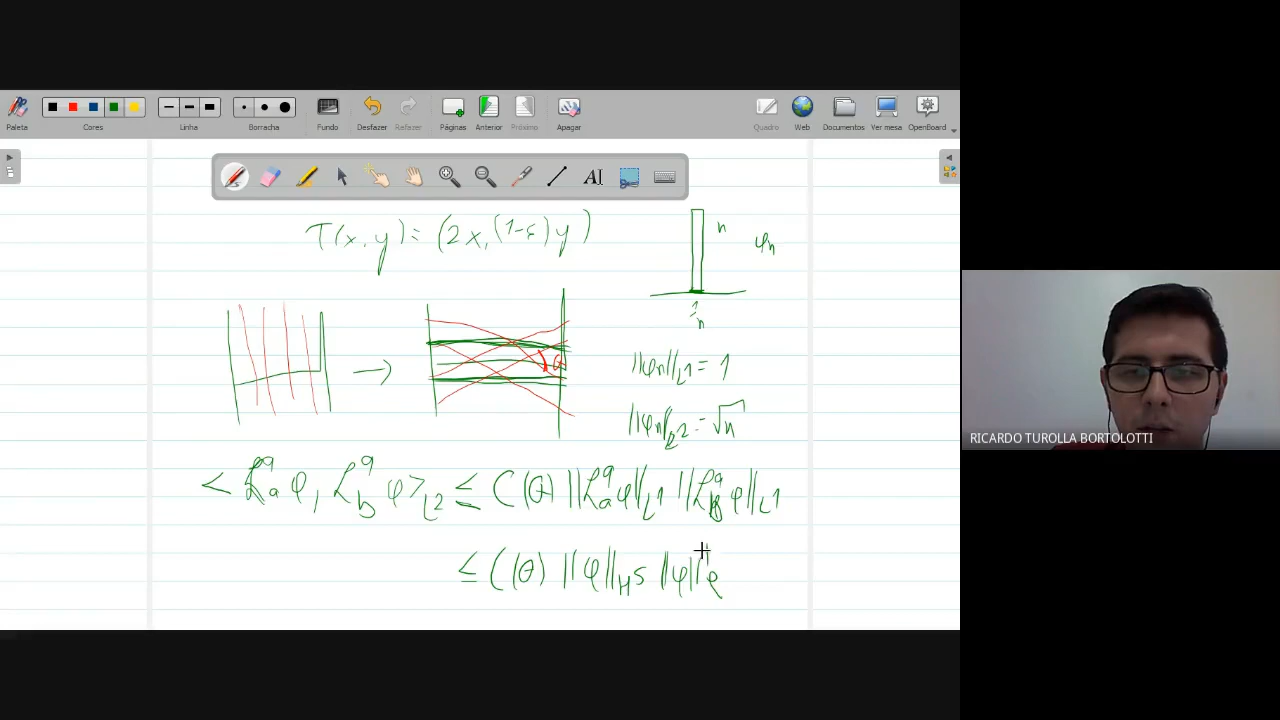 Paleta Cores Linha Borracha Fundo Desfazer Refazer Páginas Anterior Próximo Apagar Quadro Web Documentos Ver mesa OpenBoard
T(x,y) = (2x, (1-ε)y)
n
φn
1/n
θ
||φn||L1 = 1
||φn||L2 = √n
< ℒ^q_a φ, ℒ^q_b φ >L2 ≤ C(θ) ||ℒ^q_a φ||L1 ||ℒ^q_b φ||L1
≤ C(θ) ||φ||HS ||φ||ρ
RICARDO TUROLLA BORTOLOTTI